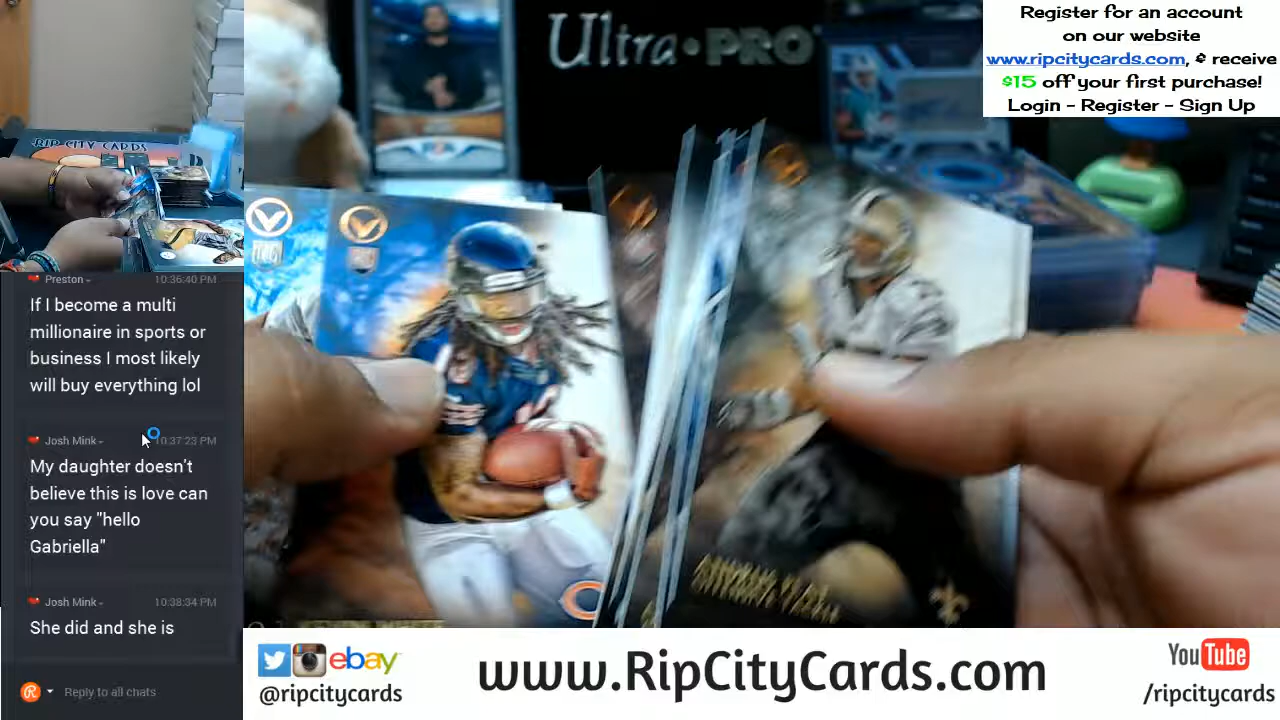 Ultra•PRO
Register for an account
on our website
www.ripcitycards.com, & receive
$15 off your first purchase!
Login - Register - Sign Up
RIP CITY CARDS
Preston
10:36:40 PM
If I become a multi
millionaire in sports or
business I most likely
will buy everything lol
Josh Mink
10:37:23 PM
My daughter doesn't
believe this is love can
you say "hello
Gabriella"
Josh Mink
10:38:34 PM
She did and she is
Reply to all chats
ebay
@ripcitycards
www.RipCityCards.com
YouTube
/ripcitycards